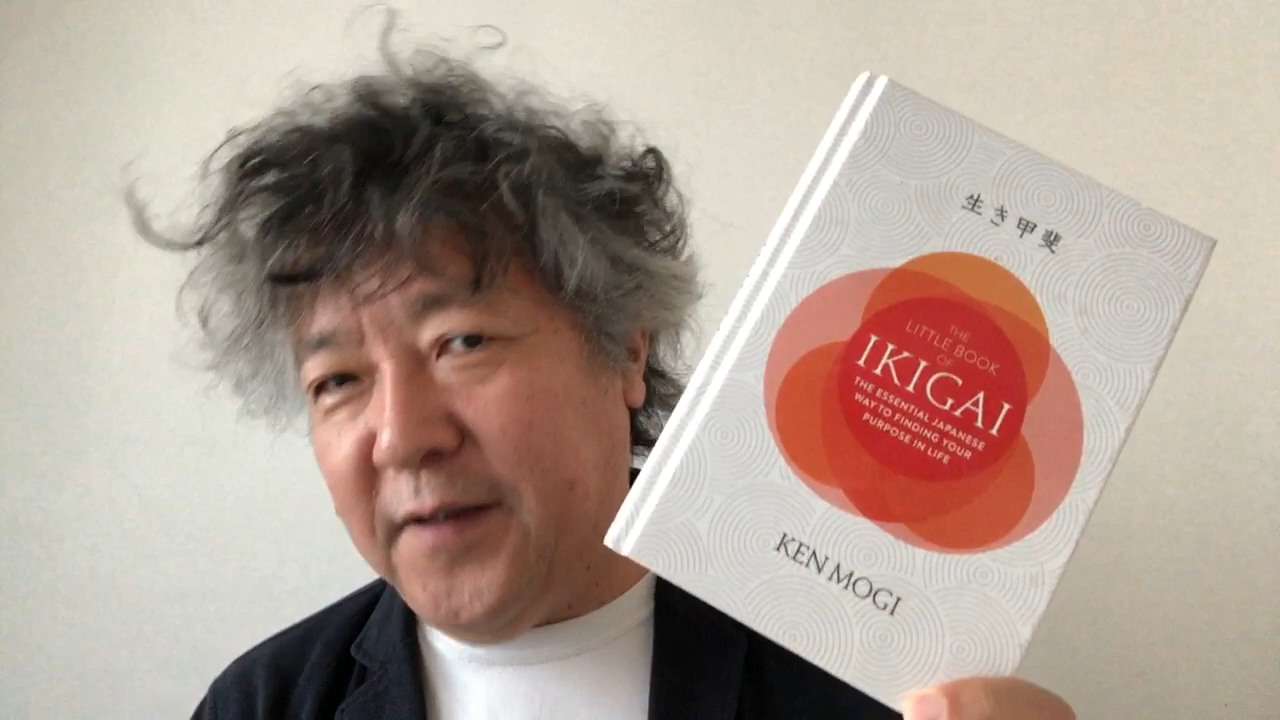 生き甲斐
THE
LITTLE BOOK
OF
IKIGAI
THE ESSENTIAL JAPANESE
WAY TO FINDING YOUR
PURPOSE IN LIFE
KEN MOGI